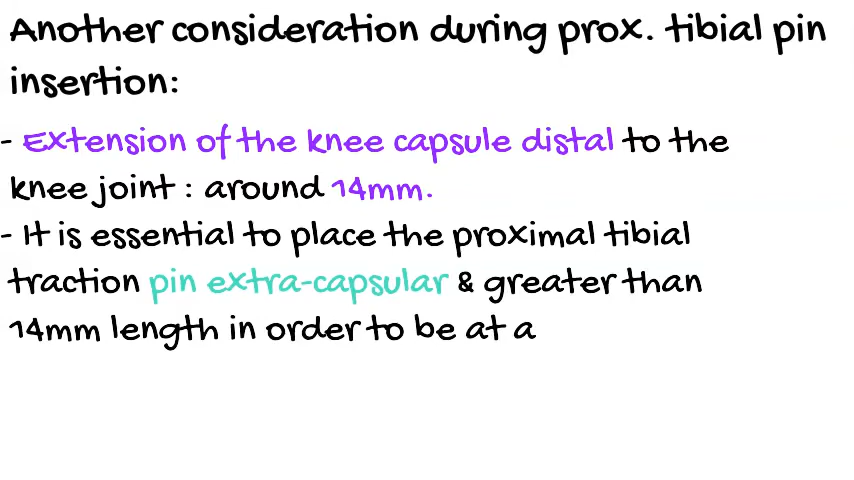 Another consideration during prox. tibial pin
insertion:
- Extension of the knee capsule distal to the
knee joint : around 14mm.
- It is essential to place the proximal tibial
traction pin extra-capsular & greater than
14mm length in order to be at a